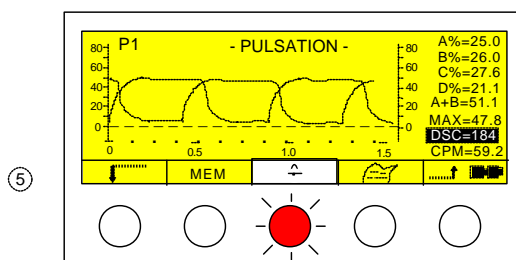 P1
- PULSATION -
80
60
40
20
0
80
60
40
20
0
0
0.5
1.0
1.5
A%=25.0
B%=26.0
C%=27.6
D%=21.1
A+B=51.1
MAX=47.8
DSC=184
CPM=59.2
MEM
5